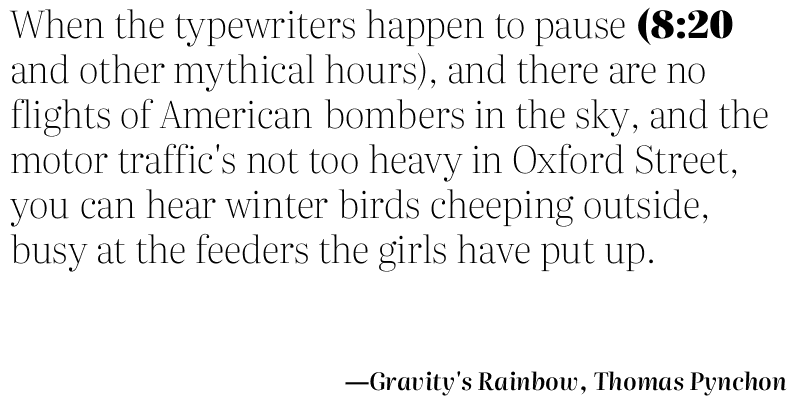 When the typewriters happen to pause (8:20
and other mythical hours), and there are no
flights of American bombers in the sky, and the
motor traffic's not too heavy in Oxford Street,
you can hear winter birds cheeping outside,
busy at the feeders the girls have put up.
—Gravity's Rainbow, Thomas Pynchon